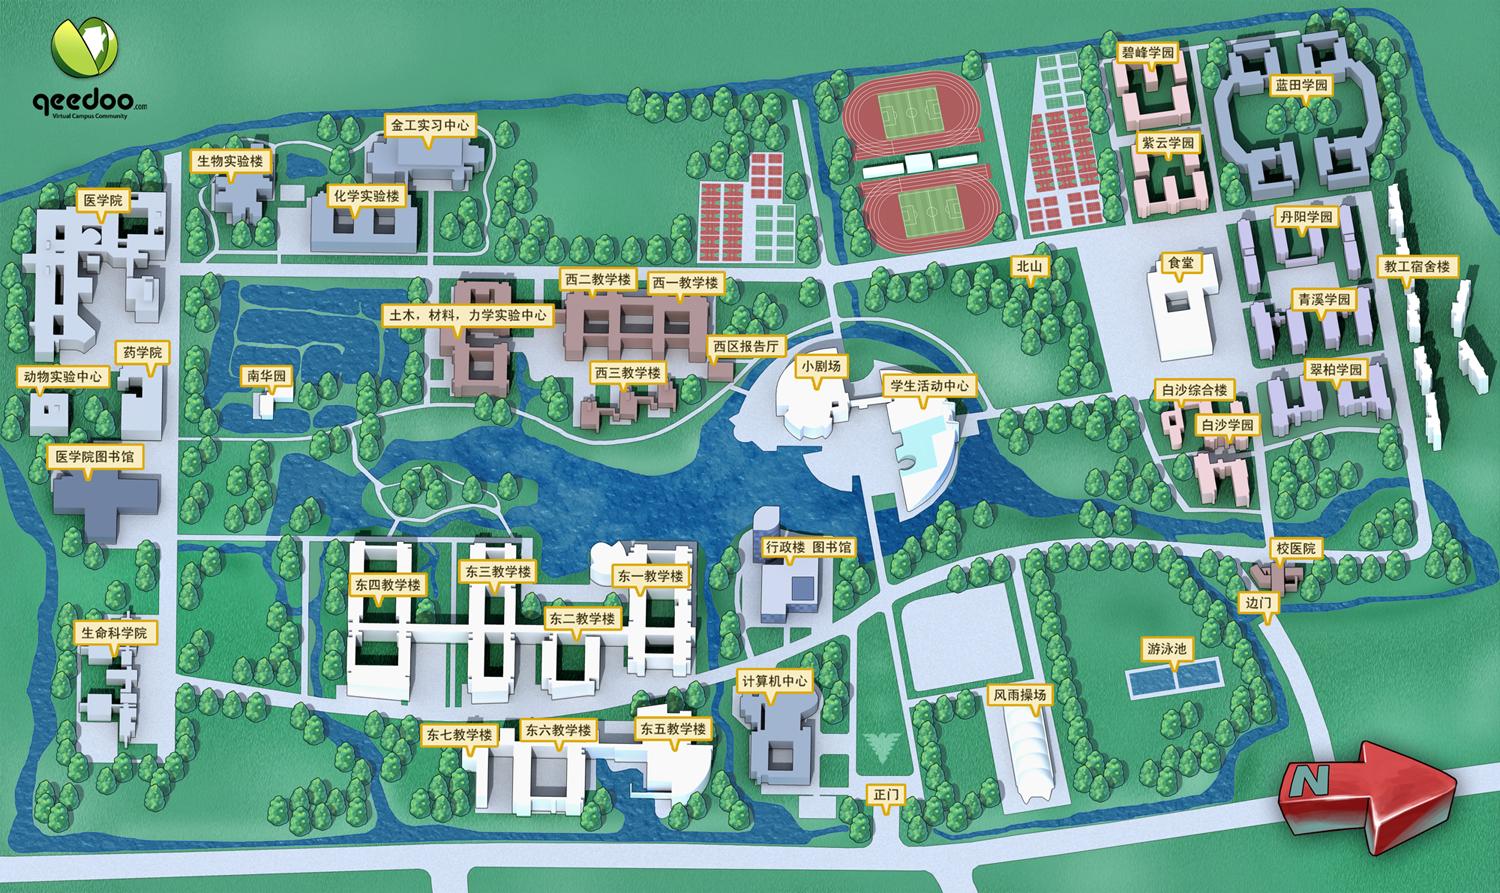 qeedoo.com
Virtual Campus Community
碧峰学园
蓝田学园
金工实习中心
紫云学园
生物实验楼
化学实验楼
医学院
丹阳学园
食堂
北山
教工宿舍楼
西二教学楼
西一教学楼
青溪学园
土木，材料，力学实验中心
西区报告厅
药学院
小剧场
翠柏学园
动物实验中心
南华园
西三教学楼
学生活动中心
白沙综合楼
白沙学园
医学院图书馆
行政楼 图书馆
校医院
东四教学楼
东三教学楼
东一教学楼
边门
东二教学楼
生命科学院
游泳池
计算机中心
风雨操场
东七教学楼
东六教学楼
东五教学楼
正门
N